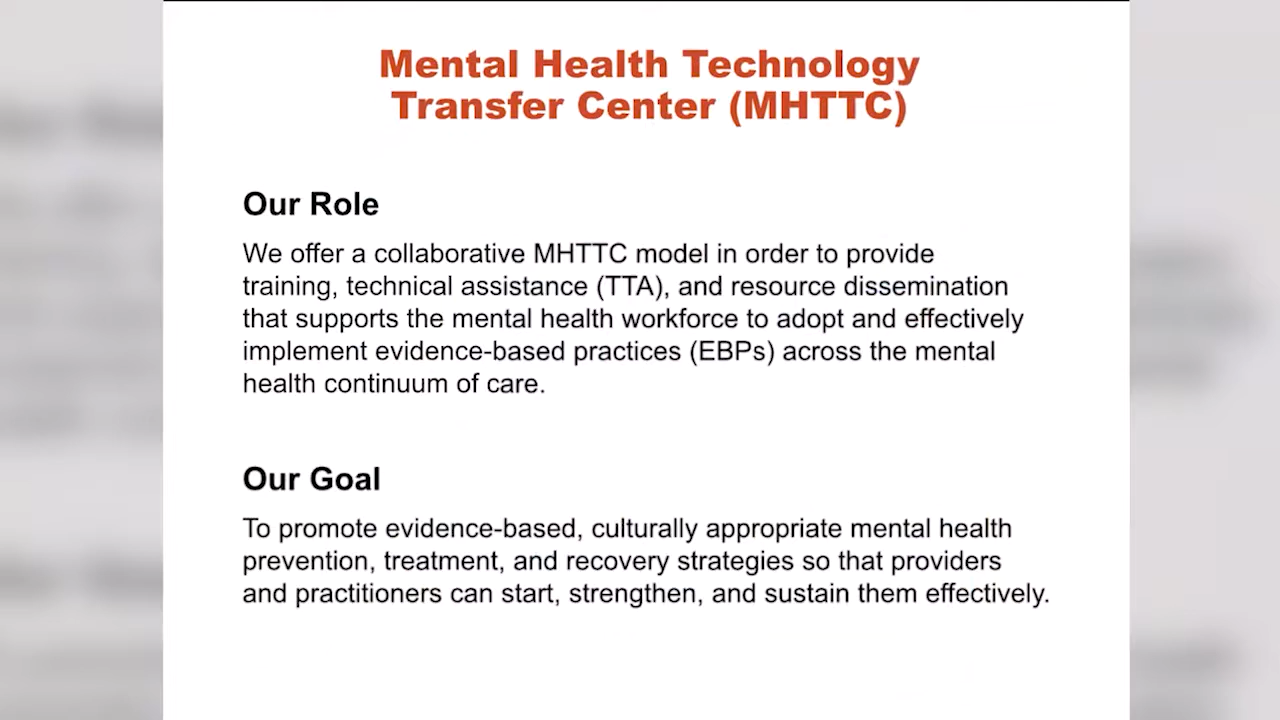 Mental Health Technology
Transfer Center (MHTTC)
Our Role
We offer a collaborative MHTTC model in order to provide
training, technical assistance (TTA), and resource dissemination
that supports the mental health workforce to adopt and effectively
implement evidence-based practices (EBPs) across the mental
health continuum of care.
Our Goal
To promote evidence-based, culturally appropriate mental health
prevention, treatment, and recovery strategies so that providers
and practitioners can start, strengthen, and sustain them effectively.